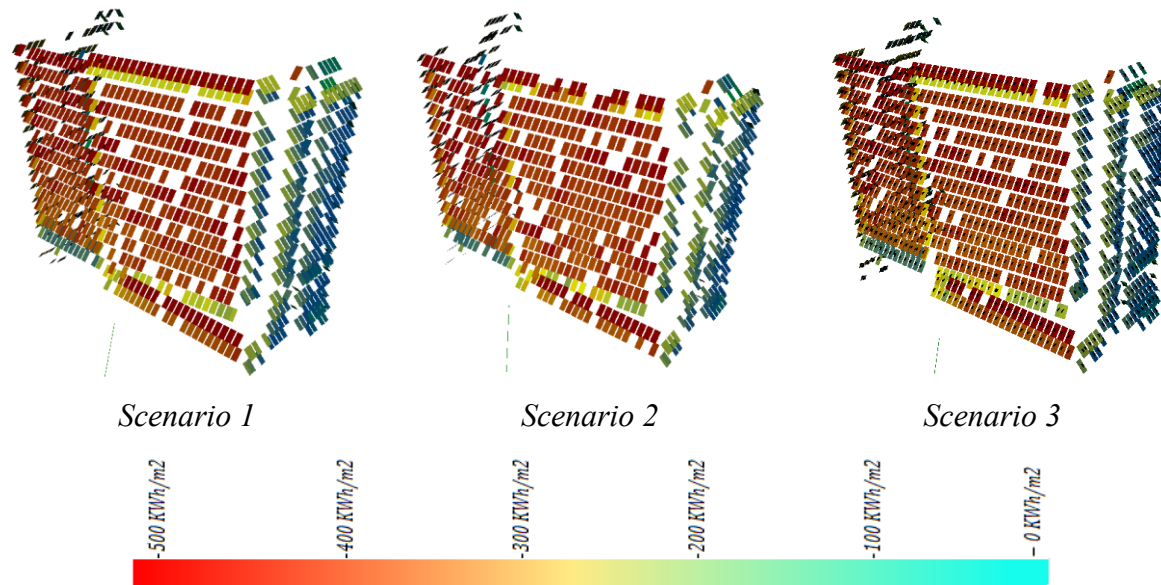 Scenario 1
Scenario 2
Scenario 3
-500 KWh/m2
-400 KWh/m2
-300 KWh/m2
-200 KWh/m2
-100 KWh/m2
– 0 KWh/m2